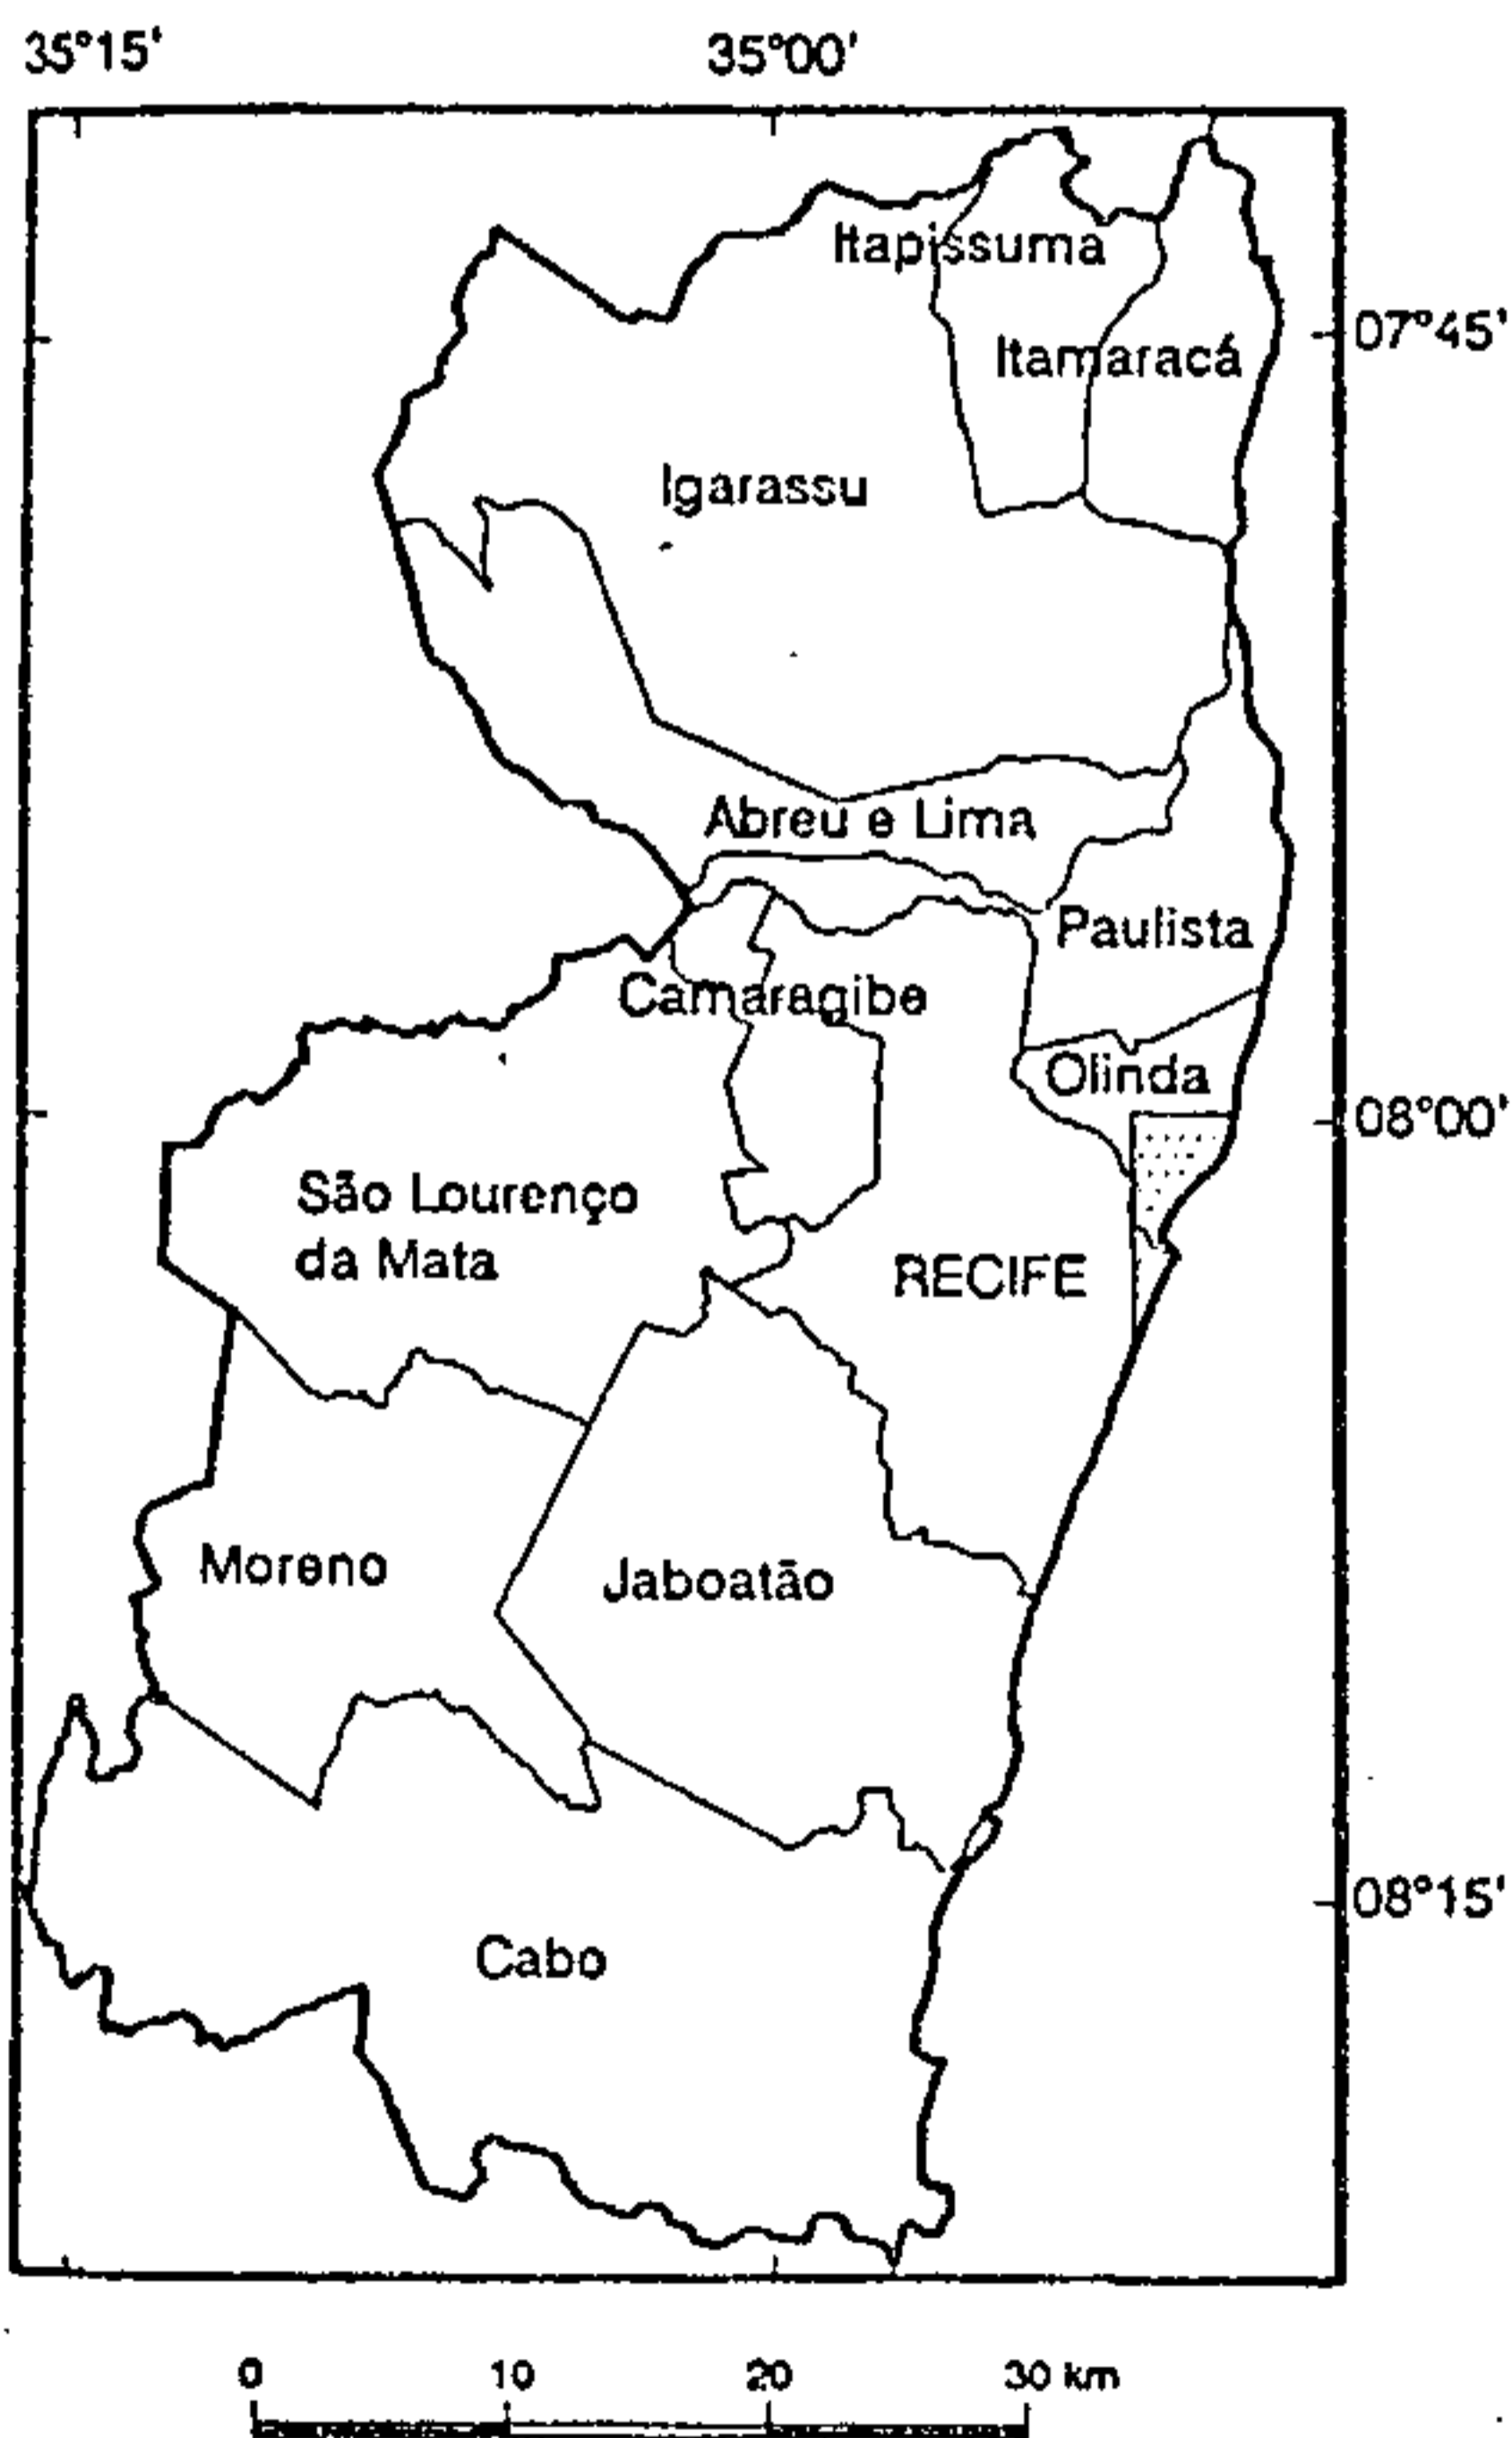 35°15'
35°00'
Itapissuma
07°45'
Itamaracá
Igarassu
Abreu e Lima
Paulista
Camaragibe
Olinda
08°00'
São Lourenço
da Mata
RECIFE
Moreno
Jaboatão
08°15'
Cabo
0 10 20 30 km